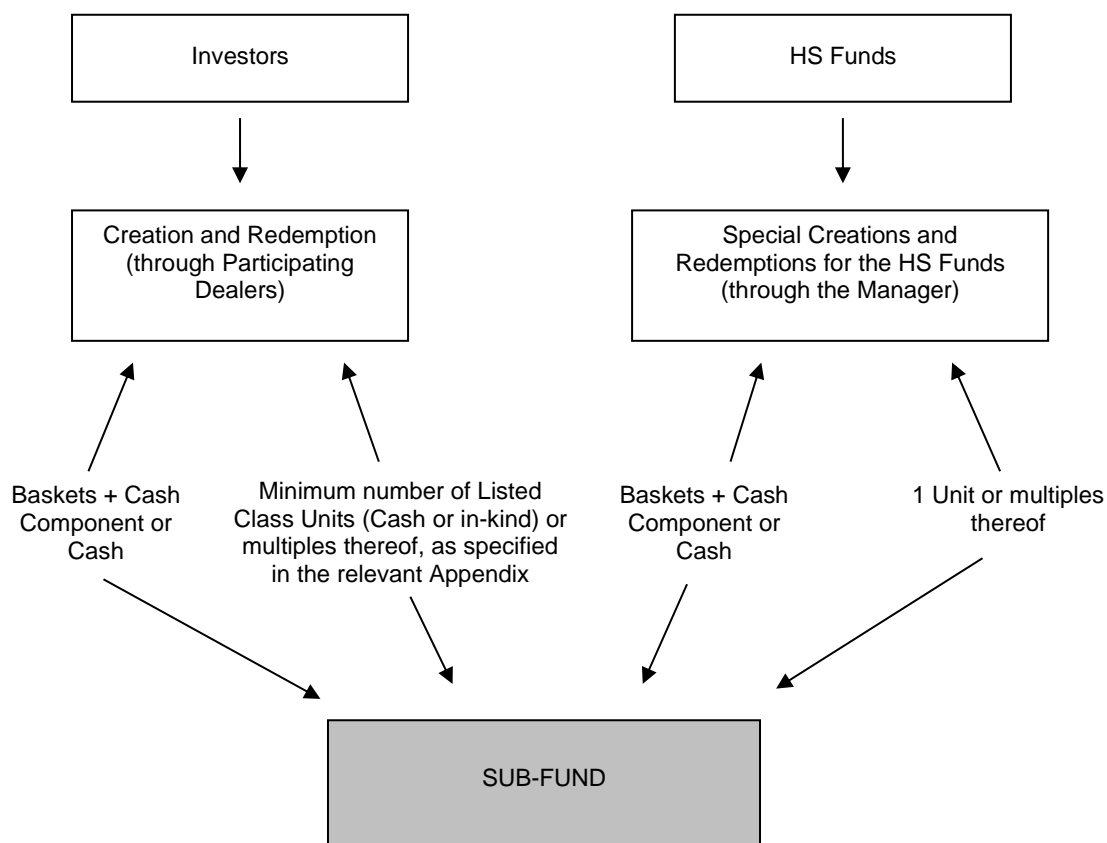 Investors
HS Funds
Creation and Redemption
(through Participating
Dealers)
Special Creations and
Redemptions for the HS Funds
(through the Manager)
Baskets + Cash
Component or
Cash
Minimum number of Listed
Class Units (Cash or in-kind) or
multiples thereof, as specified
in the relevant Appendix
Baskets + Cash
Component or
Cash
1 Unit or multiples
thereof
SUB-FUND